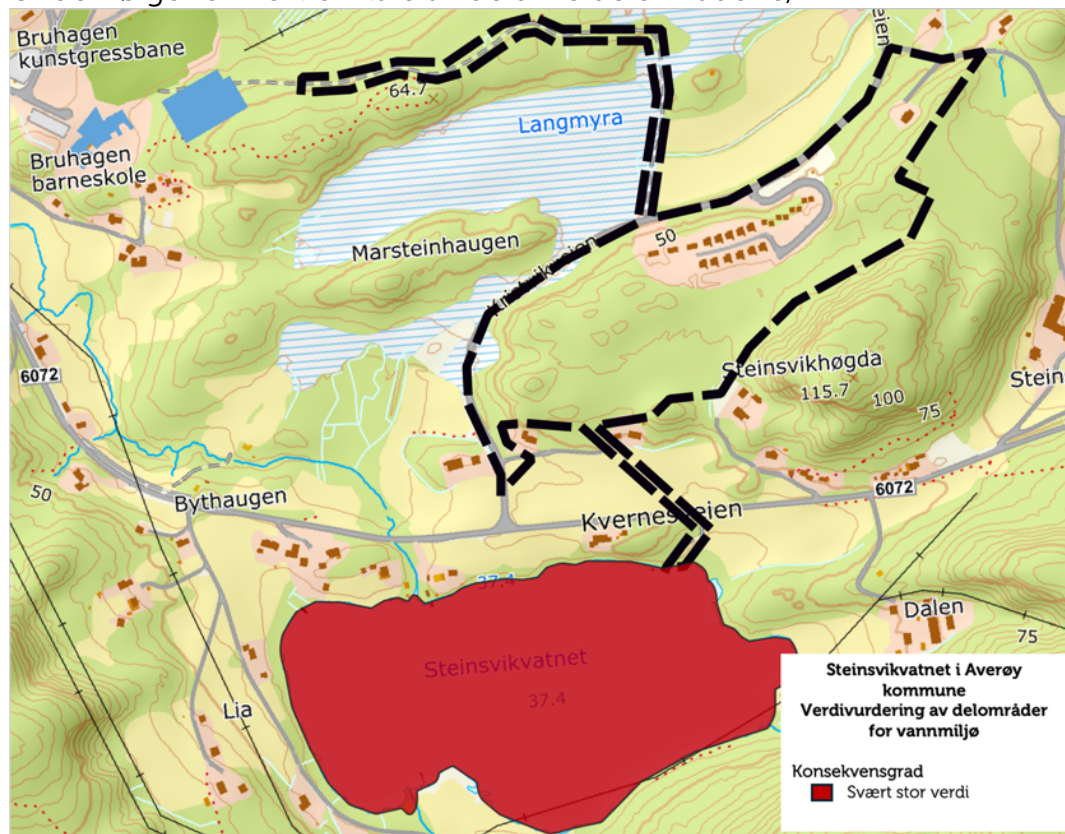 Bruhagen
kunstgressbane
eien
64.7
Langmyra
Bruhagen
barneskole
Marsteinhaugen
50
Kristvikveien
6072
Steinsvikhøgda
115.7
100
75
Stein
50
Bythaugen
6072
Kvernesveien
37.4
Steinsvikvatnet
37.4
Dalen
75
Lia
Steinsvikvatnet i Averøy
kommune
Verdivurdering av delområder
for vannmiljø
Konsekvensgrad
Svært stor verdi